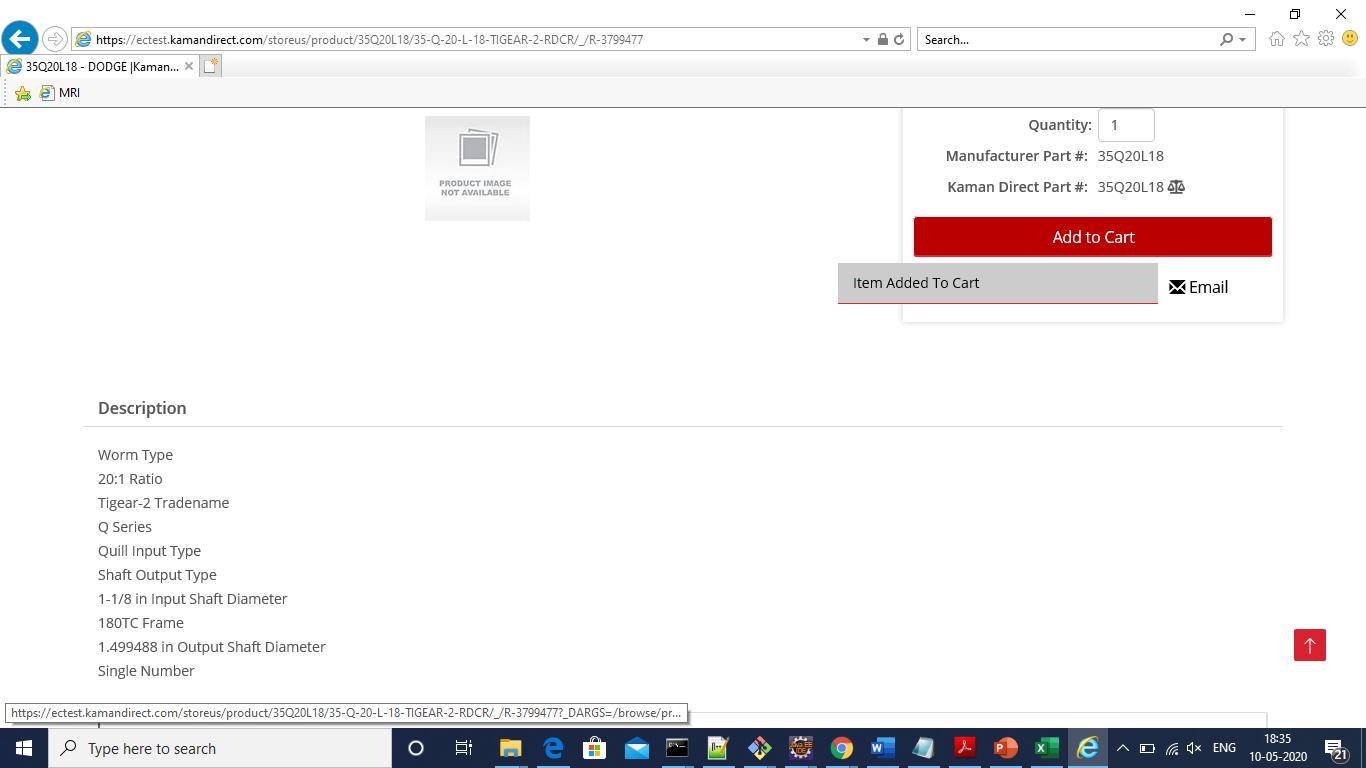 https://ectest.kamandirect.com/storeus/product/35Q20L18/35-Q-20-L-18-TIGEAR-2-RDCR/_/R-3799477
Search...
35Q20L18 - DODGE |Kaman...
MRI
PRODUCT IMAGE
NOT AVAILABLE
Quantity: 1
Manufacturer Part #: 35Q20L18
Kaman Direct Part #: 35Q20L18
Add to Cart
Item Added To Cart
Email
Description
Worm Type
20:1 Ratio
Tigear-2 Tradename
Q Series
Quill Input Type
Shaft Output Type
1-1/8 in Input Shaft Diameter
180TC Frame
1.499488 in Output Shaft Diameter
Single Number
https://ectest.kamandirect.com/storeus/product/35Q20L18/35-Q-20-L-18-TIGEAR-2-RDCR/_/R-3799477?_DARGS=/browse/pr...
Type here to search
ENG
18:35
10-05-2020
21